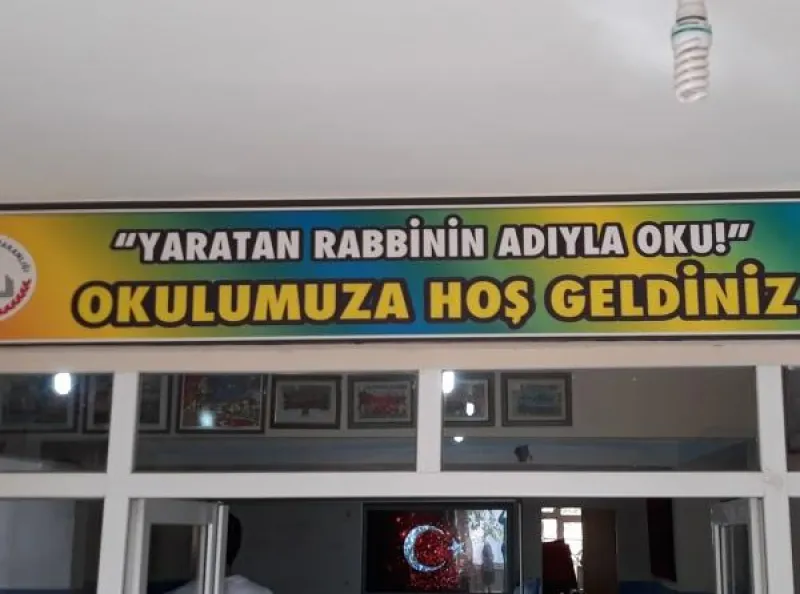 "YARATAN RABBİNİN ADIYLA OKU!"
OKULUMUZA HOŞ GELDİNİZ